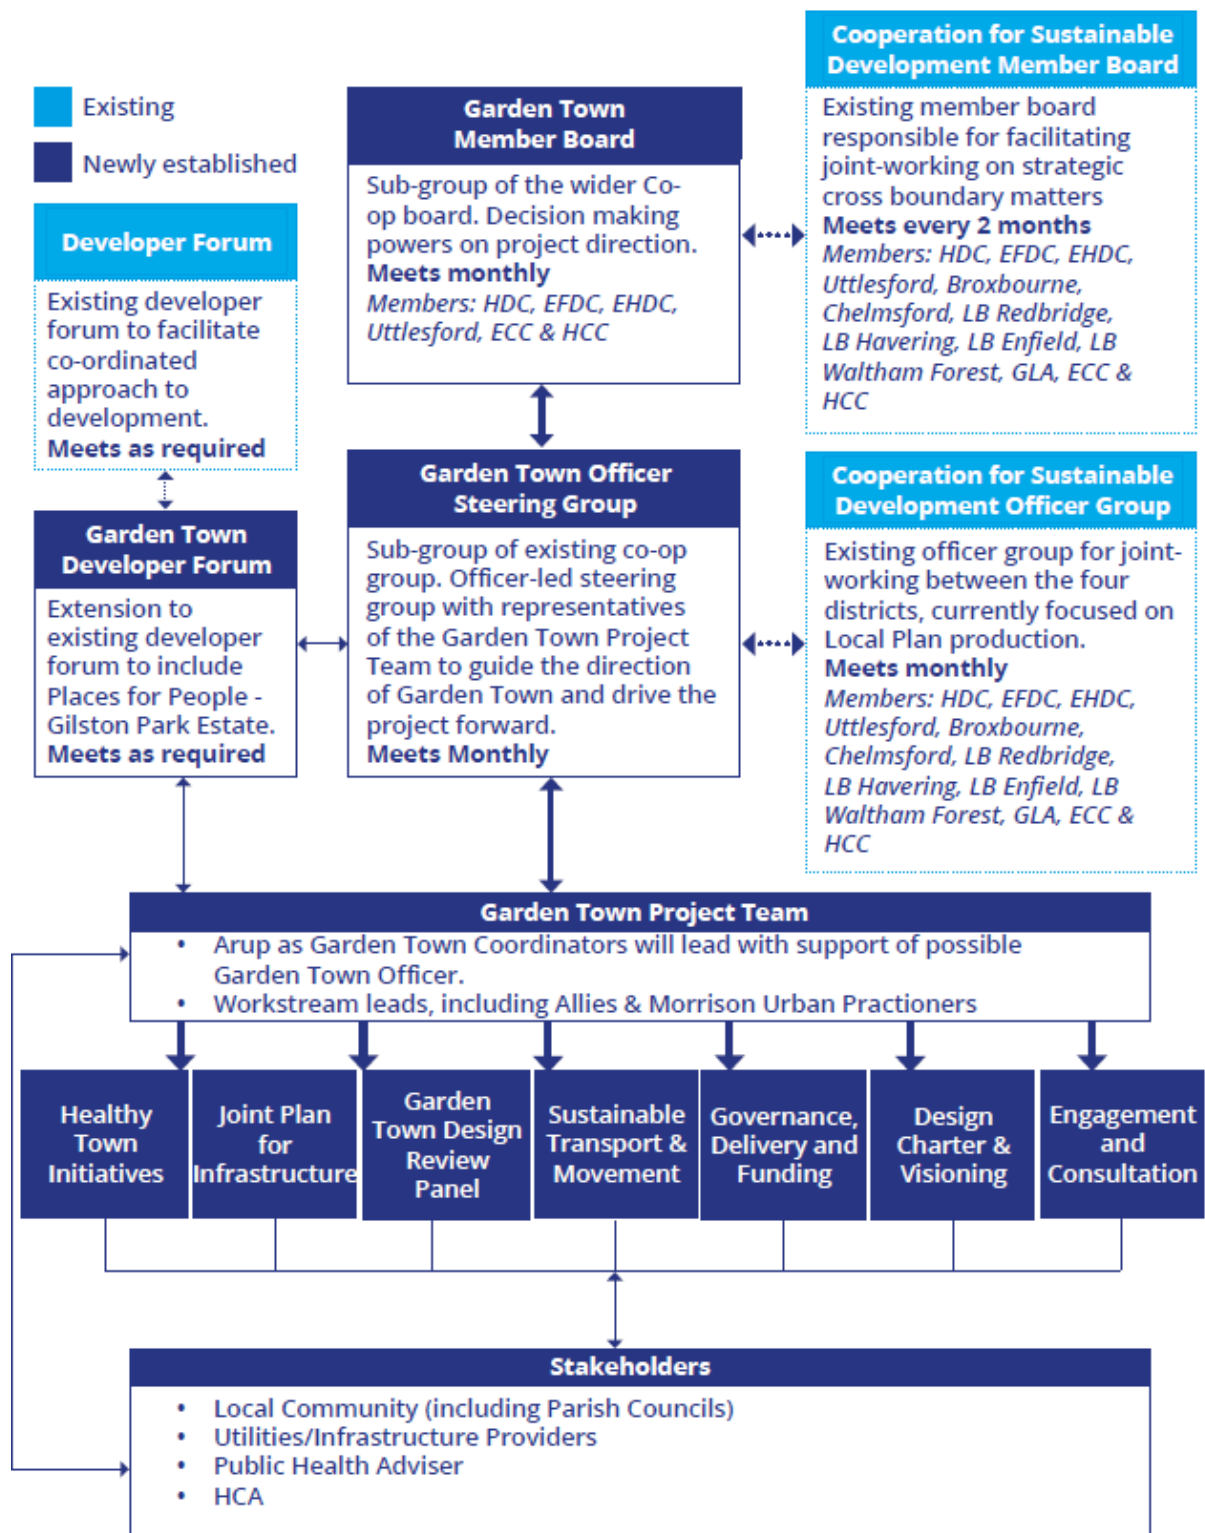 Existing
Newly established
Developer Forum
Existing developer
forum to facilitate
co-ordinated
approach to
development.
Meets as required
Garden Town
Developer Forum
Extension to
existing developer
forum to include
Places for People -
Gilston Park Estate.
Meets as required
Garden Town
Member Board
Sub-group of the wider Co-
op board. Decision making
powers on project direction.
Meets monthly
Members: HDC, EFDC, EHDC,
Uttlesford, ECC & HCC
Garden Town Officer
Steering Group
Sub-group of existing co-op
group. Officer-led steering
group with representatives
of the Garden Town Project
Team to guide the direction
of Garden Town and drive the
project forward.
Meets Monthly
Cooperation for Sustainable
Development Member Board
Existing member board
responsible for facilitating
joint-working on strategic
cross boundary matters
Meets every 2 months
Members: HDC, EFDC, EHDC,
Uttlesford, Broxbourne,
Chelmsford, LB Redbridge,
LB Havering, LB Enfield, LB
Waltham Forest, GLA, ECC &
HCC
Cooperation for Sustainable
Development Officer Group
Existing officer group for joint-
working between the four
districts, currently focused on
Local Plan production.
Meets monthly
Members: HDC, EFDC, EHDC,
Uttlesford, Broxbourne,
Chelmsford, LB Redbridge,
LB Havering, LB Enfield, LB
Waltham Forest, GLA, ECC &
HCC
Garden Town Project Team
• Arup as Garden Town Coordinators will lead with support of possible
Garden Town Officer.
• Workstream leads, including Allies & Morrison Urban Practioners
Healthy
Town
Initiatives
Joint Plan
for
Infrastructure
Garden
Town Design
Review
Panel
Sustainable
Transport &
Movement
Governance,
Delivery and
Funding
Design
Charter &
Visioning
Engagement
and
Consultation
Stakeholders
• Local Community (including Parish Councils)
• Utilities/Infrastructure Providers
• Public Health Adviser
• HCA